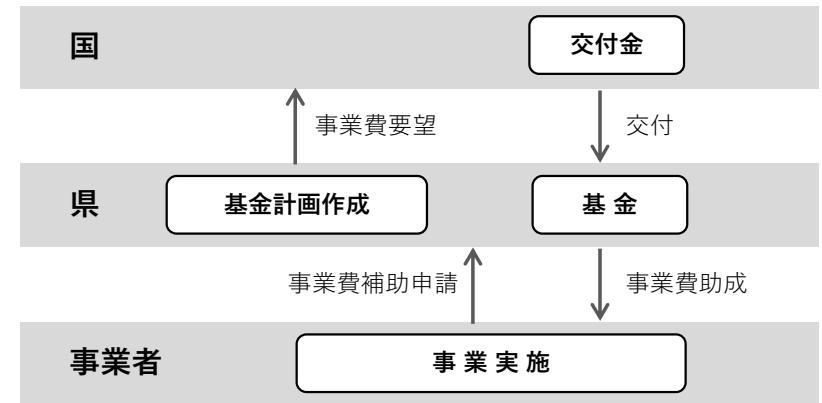 国
交付金
事業費要望
交付
県
基金計画作成
基 金
事業費補助申請
事業費助成
事業者
事 業 実 施